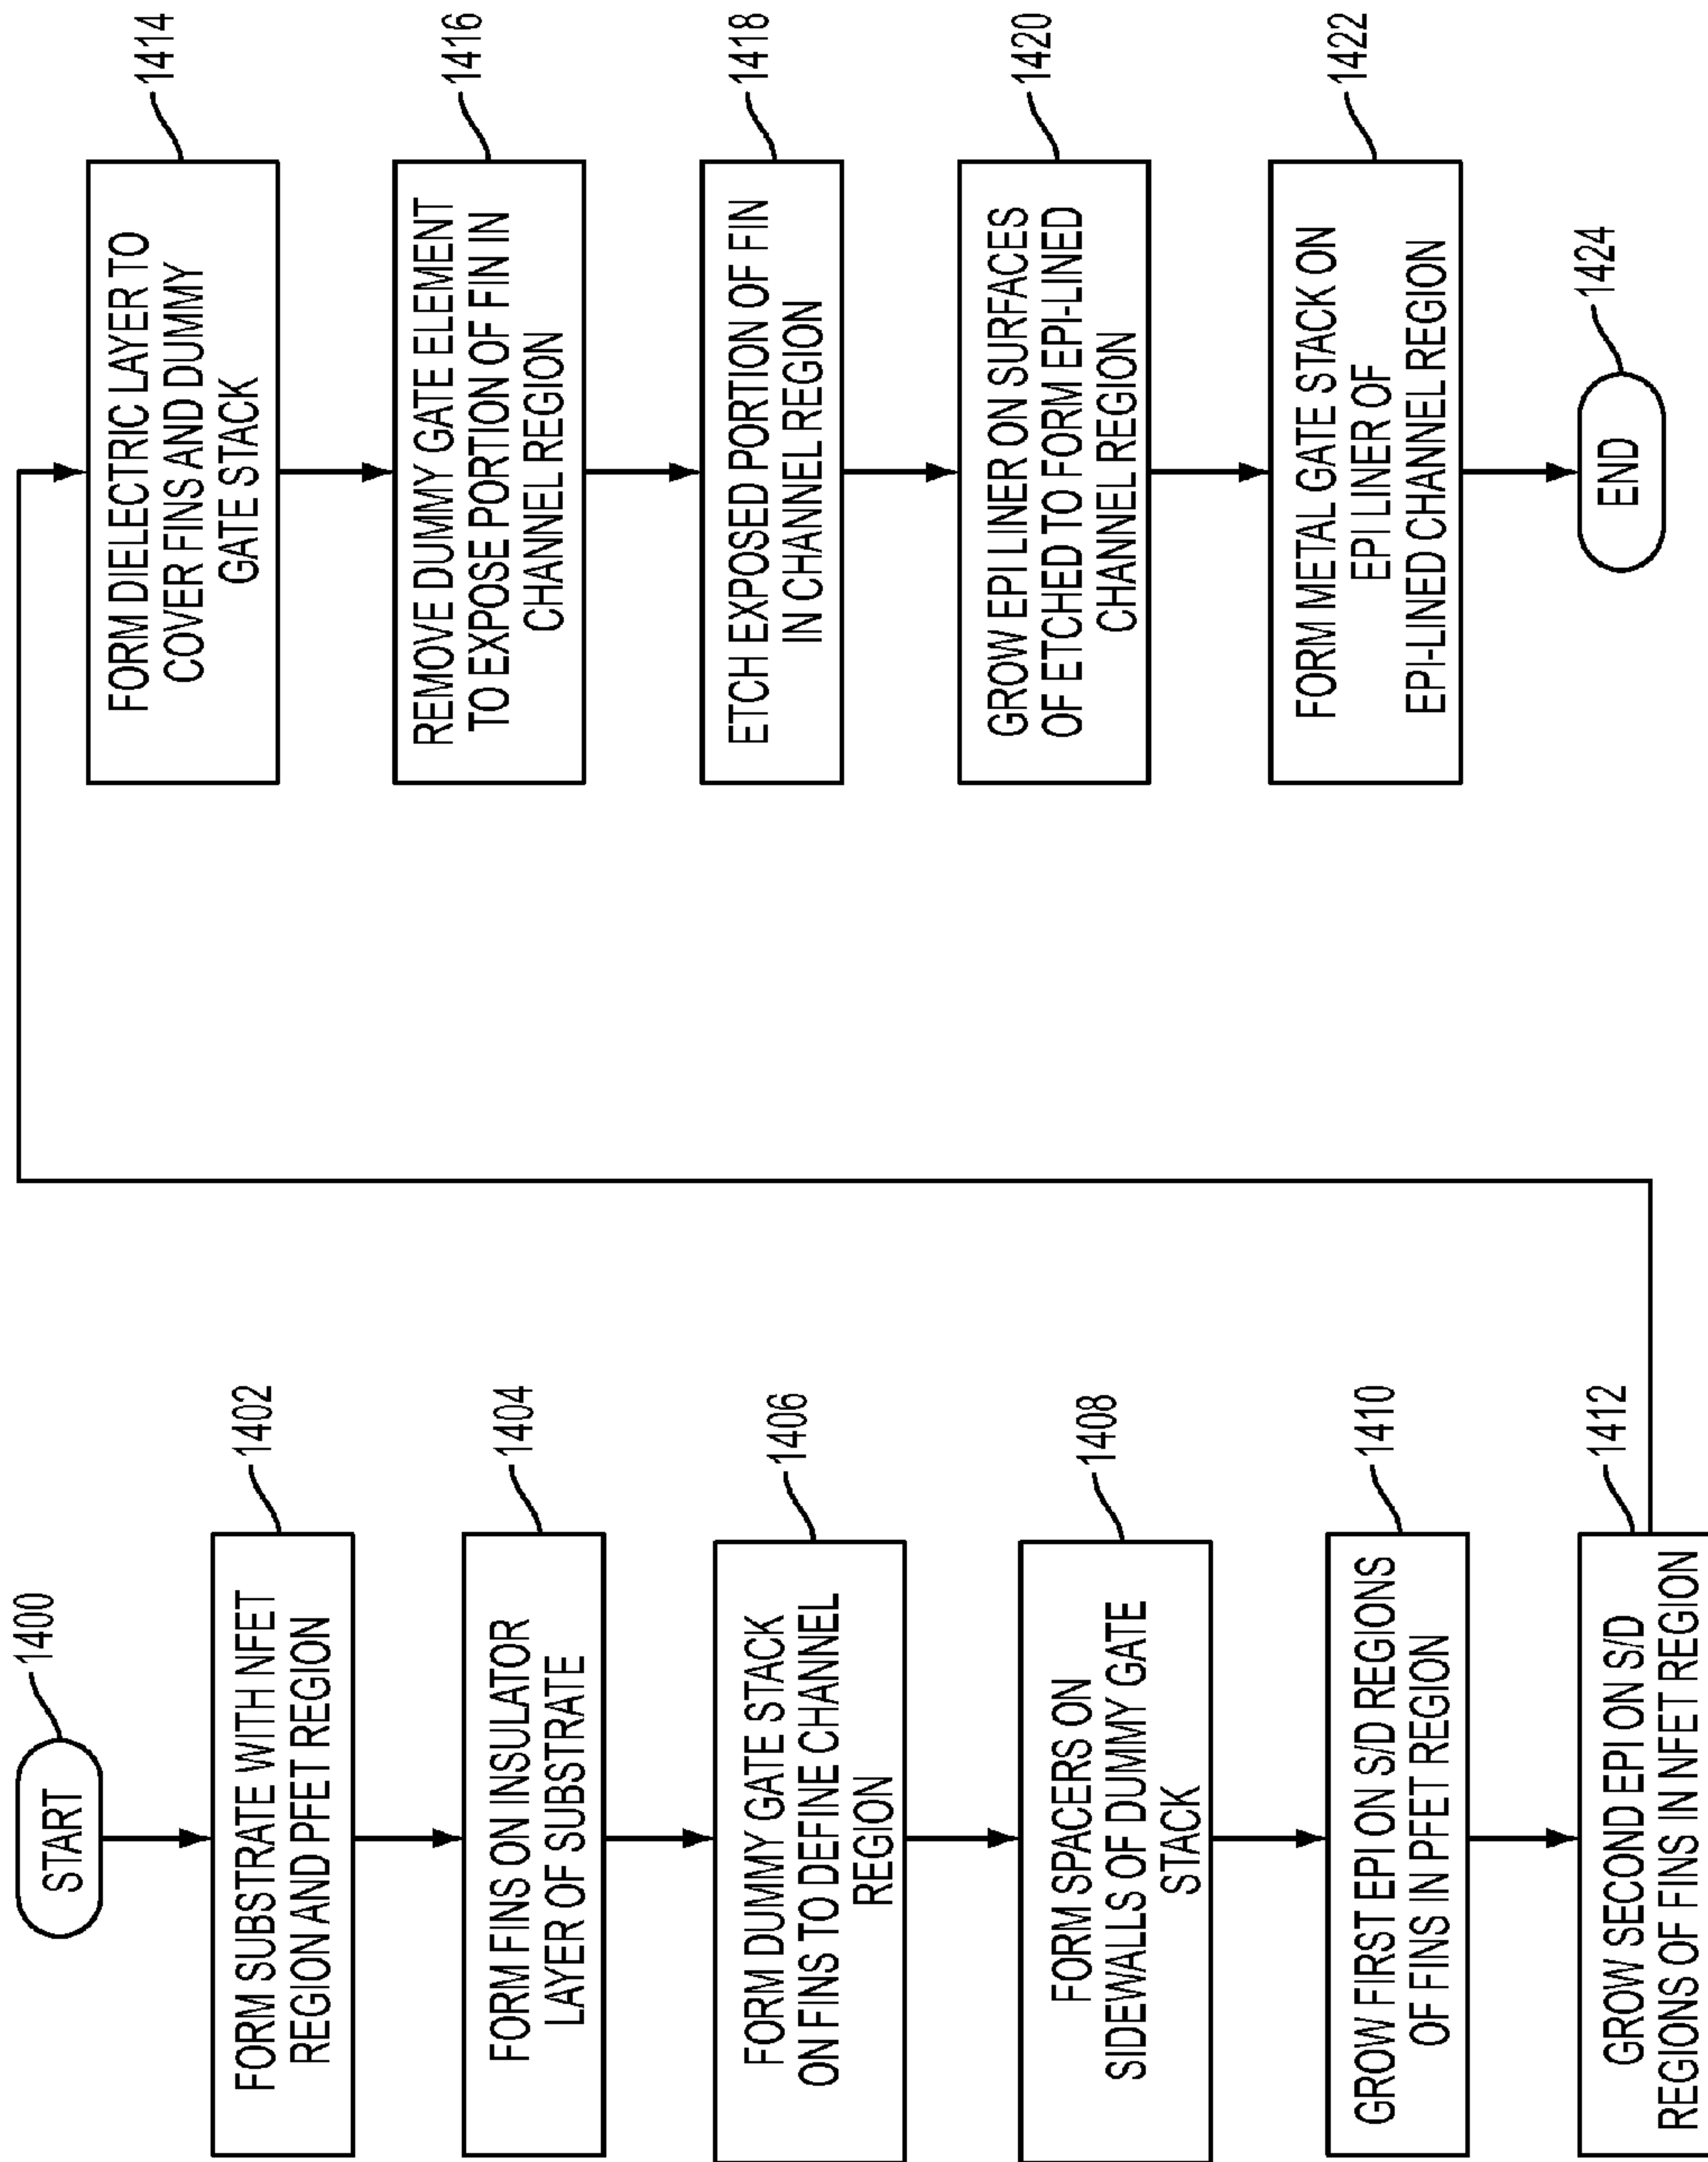 START
1400
FORM SUBSTRATE WITH NFET
REGION AND PFET REGION
1402
FORM FINS ON INSULATOR
LAYER OF SUBSTRATE
1404
FORM DUMMY GATE STACK
ON FINS TO DEFINE CHANNEL
REGION
1406
FORM SPACERS ON
SIDEWALLS OF DUMMY GATE
STACK
1408
GROW FIRST EPI ON S/D REGIONS
OF FINS IN PFET REGION
1410
GROW SECOND EPI ON S/D
REGIONS OF FINS IN NFET REGION
1412
FORM DIELECTRIC LAYER TO
COVER FINS AND DUMMY
GATE STACK
1414
REMOVE DUMMY GATE ELEMENT
TO EXPOSE PORTION OF FIN IN
CHANNEL REGION
1416
ETCH EXPOSED PORTION OF FIN
IN CHANNEL REGION
1418
GROW EPI LINER ON SURFACES
OF ETCHED TO FORM EPI-LINED
CHANNEL REGION
1420
FORM METAL GATE STACK ON
EPI LINER OF
EPI-LINED CHANNEL REGION
1422
END
1424